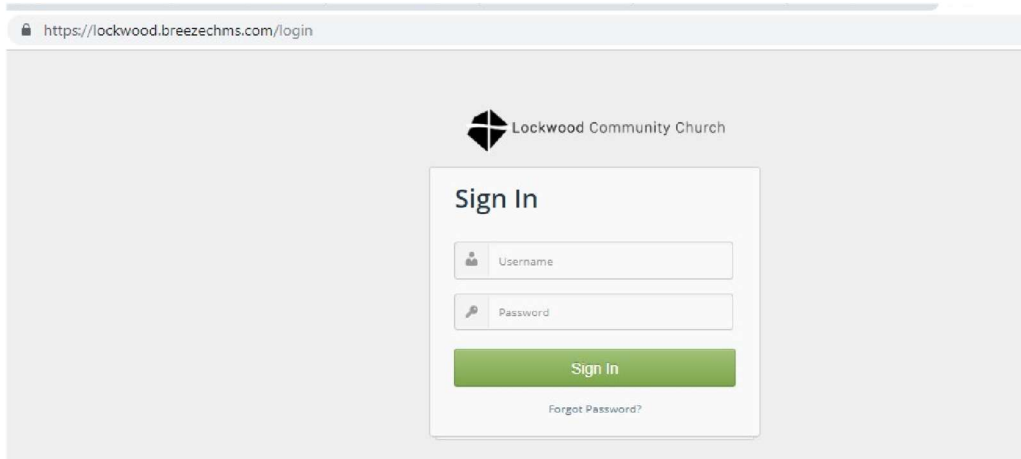 https://lockwood.breezechms.com/login
Lockwood Community Church
Sign In
Username
Password
Sign In
Forgot Password?